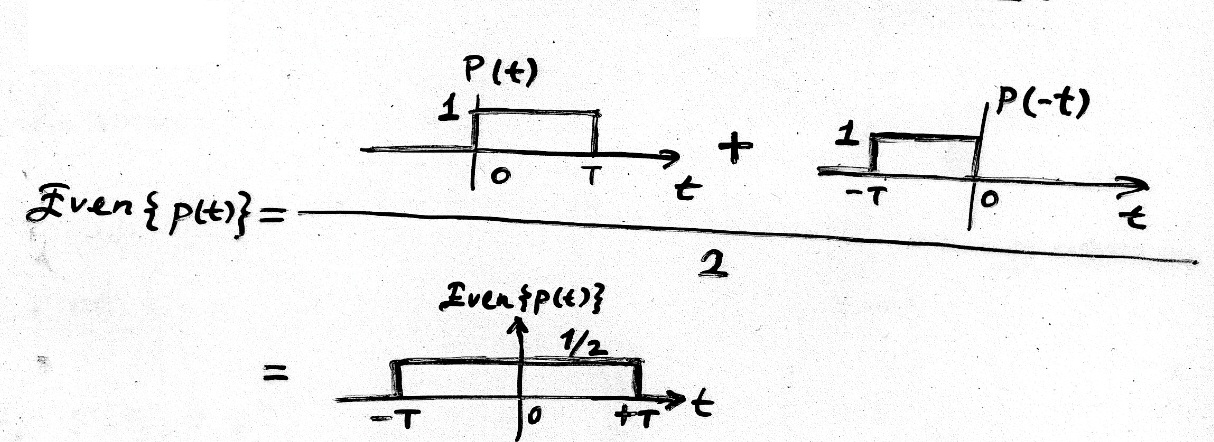 P(t)
1
0 T t
+
P(-t)
1
-T 0 t
Even{p(t)} =
2
Even{p(t)}
=
1/2
-T 0 +T t